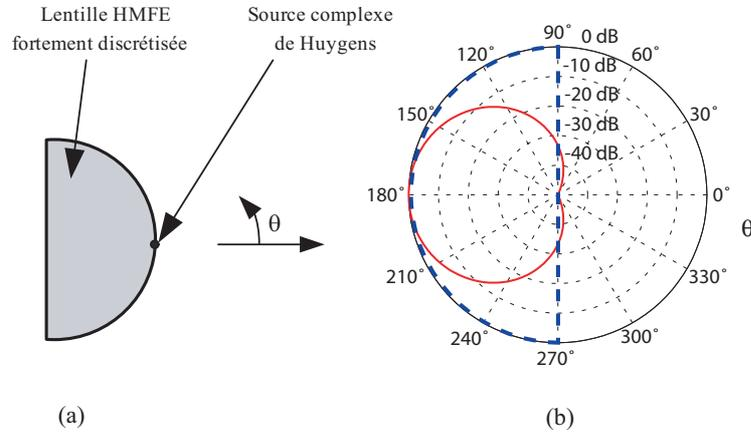 Lentille HMFE
fortement discrétisée
Source complexe
de Huygens
θ
(a)
90˚
0 dB
-10 dB
-20 dB
-30 dB
-40 dB
60˚
30˚
0˚
330˚
300˚
270˚
240˚
210˚
180˚
150˚
120˚
θ
(b)